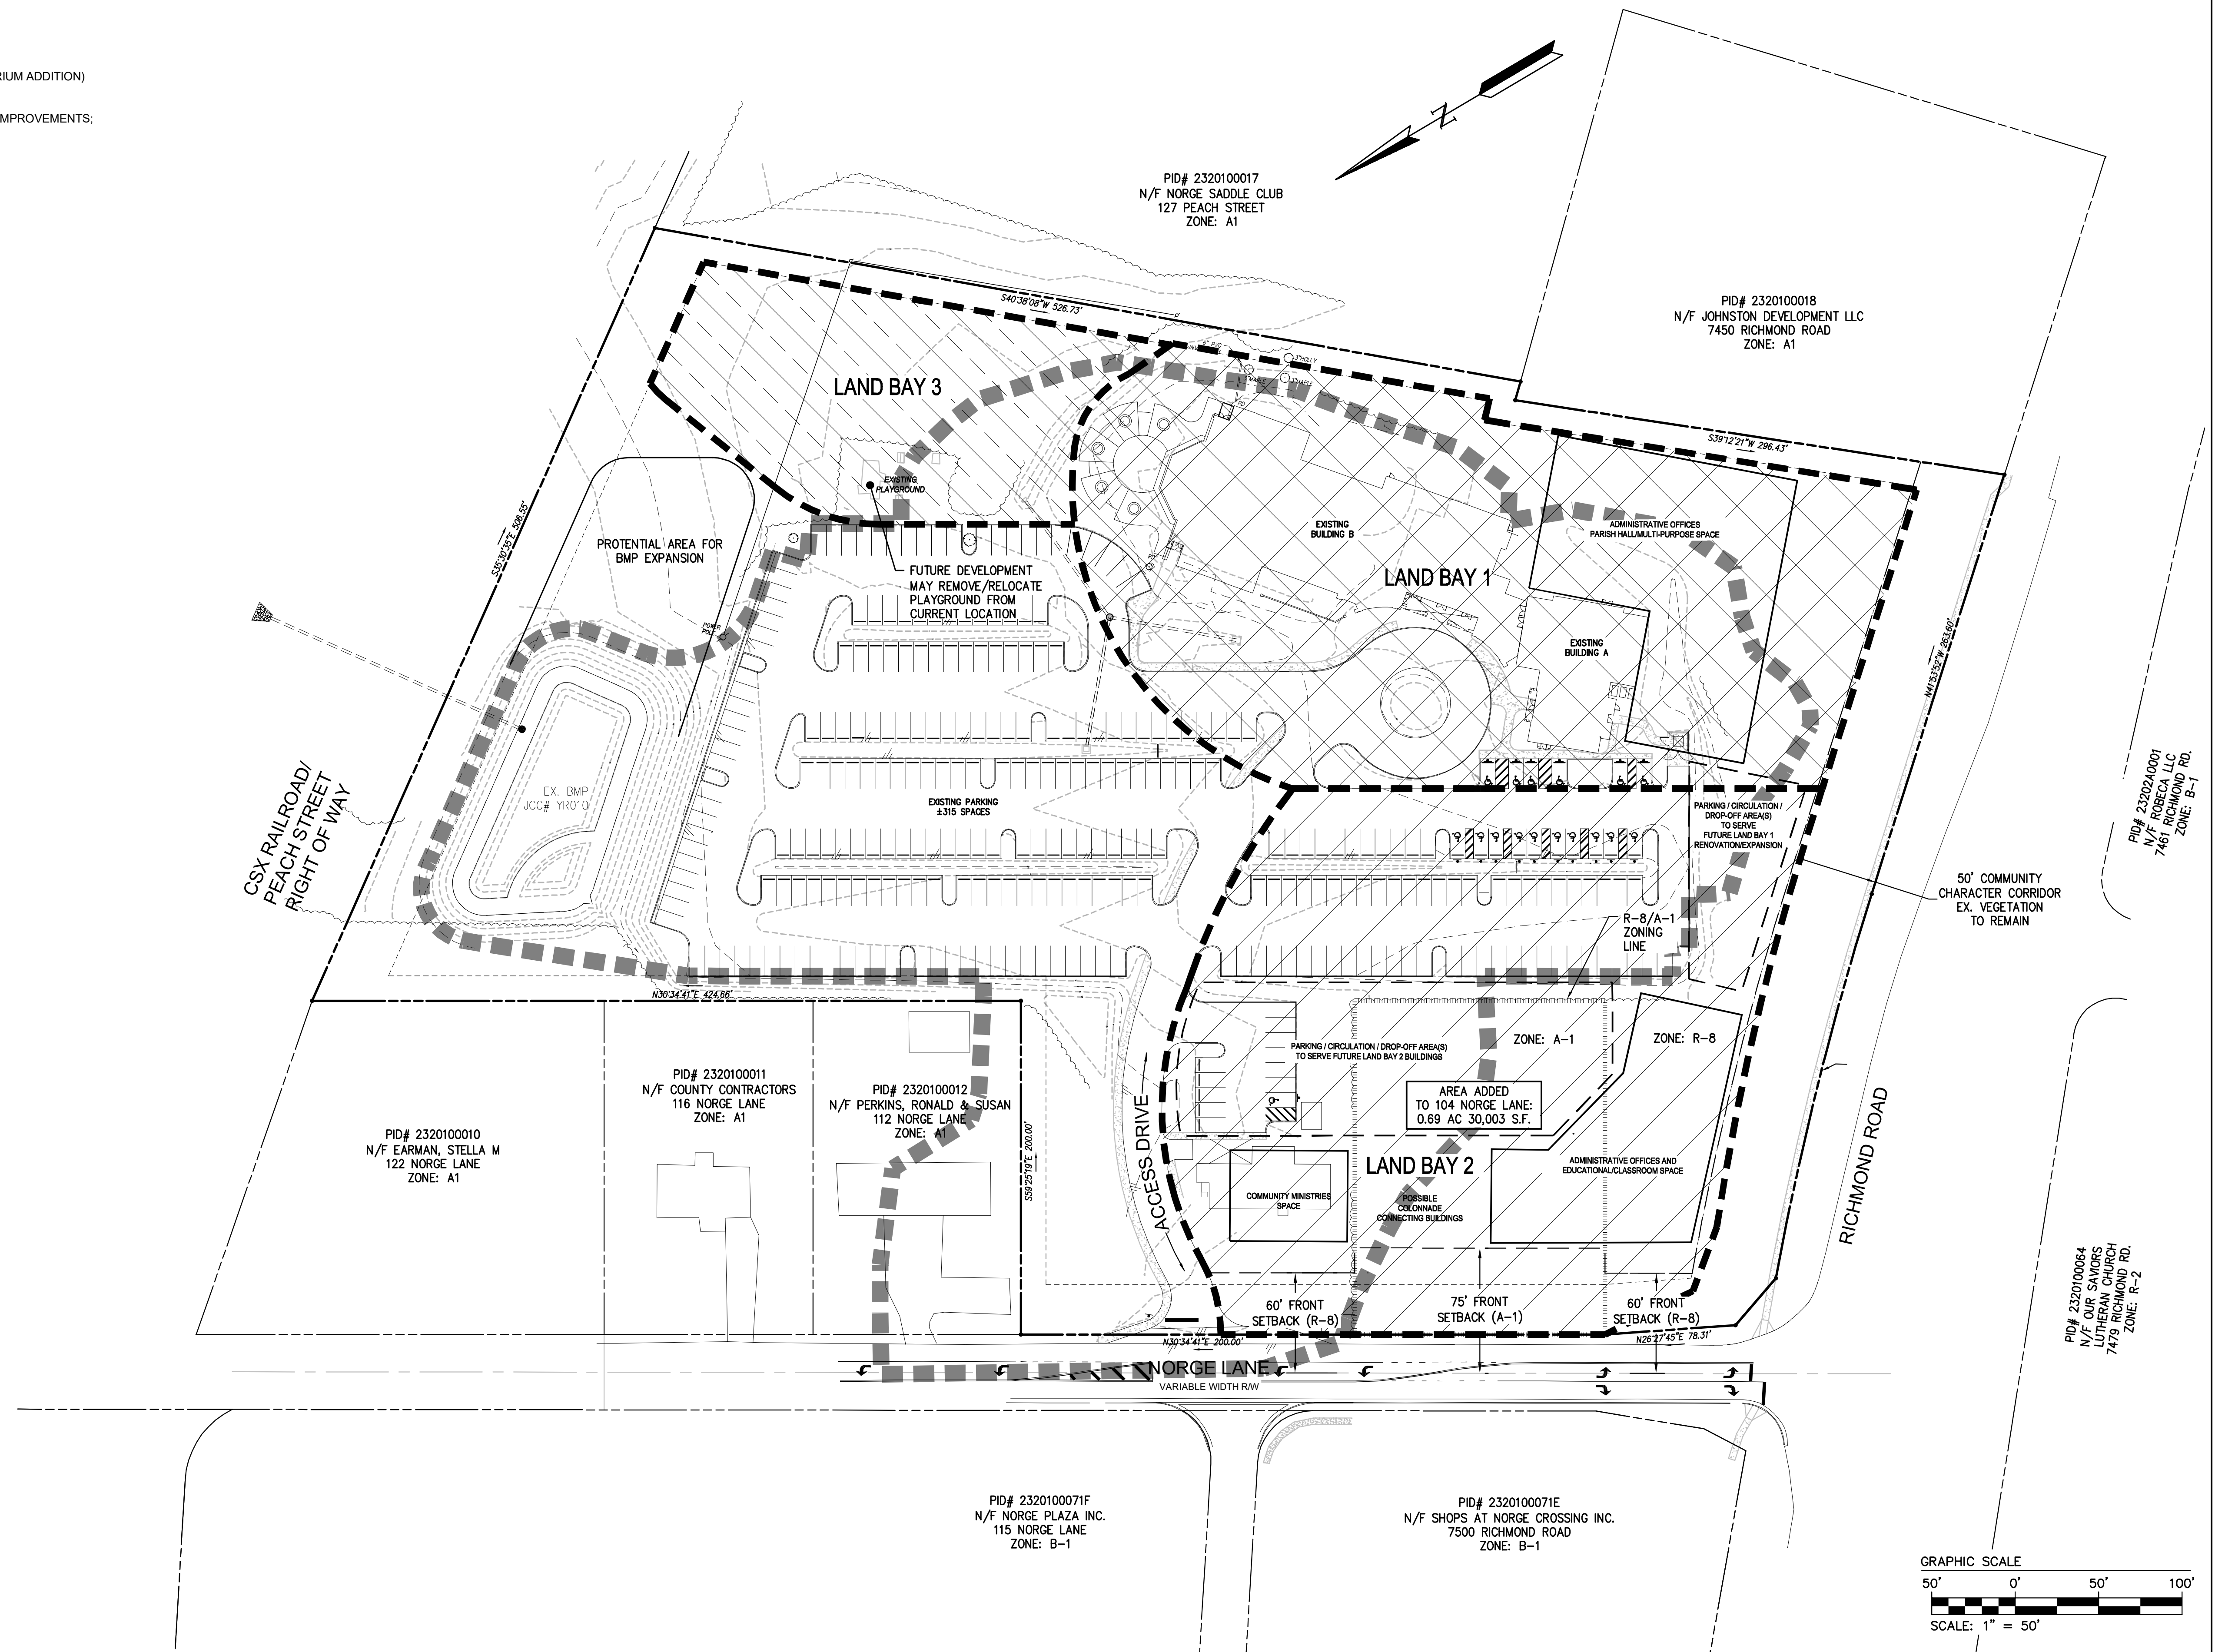 RIUM ADDITION)
MPROVEMENTS;
N
PID# 2320100017
N/F NORGE SADDLE CLUB
127 PEACH STREET
ZONE: A1
PID# 2320100018
N/F JOHNSTON DEVELOPMENT LLC
7450 RICHMOND ROAD
ZONE: A1
S40°38'08"W 526.73'
S39°12'21"W 296.43'
LAND BAY 3
6" PVC
3"HOLLY
3"MAPLE
EXISTING
PLAYGROUND
S35°30'35"E 506.55'
PROTENTIAL AREA FOR
BMP EXPANSION
FUTURE DEVELOPMENT
MAY REMOVE/RELOCATE
PLAYGROUND FROM
CURRENT LOCATION
EXISTING
BUILDING B
ADMINISTRATIVE OFFICES
PARISH HALL/MULTI-PURPOSE SPACE
LAND BAY 1
EXISTING
BUILDING A
POWER
POLE
N41°53'52"W 263.60'
PID# 23202A0001
N/F ROBECA LLC
7461 RICHMOND RD.
ZONE: B-1
CSX RAILROAD/
PEACH STREET
RIGHT OF WAY
EX. BMP
JCC# YR010
EXISTING PARKING
±315 SPACES
PARKING / CIRCULATION /
DROP-OFF AREA(S)
TO SERVE
FUTURE LAND BAY 1
RENOVATION/EXPANSION
50' COMMUNITY
CHARACTER CORRIDOR
EX. VEGETATION
TO REMAIN
R-8/A-1
ZONING
LINE
N30°34'41"E 424.66'
PARKING / CIRCULATION / DROP-OFF AREA(S)
TO SERVE FUTURE LAND BAY 2 BUILDINGS
ZONE: A-1
ZONE: R-8
PID# 2320100010
N/F EARMAN, STELLA M
122 NORGE LANE
ZONE: A1
PID# 2320100011
N/F COUNTY CONTRACTORS
116 NORGE LANE
ZONE: A1
PID# 2320100012
N/F PERKINS, RONALD & SUSAN
112 NORGE LANE
ZONE: A1
S59°25'19"E 200.00'
ACCESS DRIVE
AREA ADDED
TO 104 NORGE LANE:
0.69 AC 30,003 S.F.
LAND BAY 2
ADMINISTRATIVE OFFICES AND
EDUCATIONAL/CLASSROOM SPACE
COMMUNITY MINISTRIES
SPACE
POSSIBLE
COLONNADE
CONNECTING BUILDINGS
RICHMOND ROAD
60' FRONT
SETBACK (R-8)
75' FRONT
SETBACK (A-1)
60' FRONT
SETBACK (R-8)
N30°34'41"E 200.00'
N26°27'45"E 78.31'
NORGE LANE
VARIABLE WIDTH R/W
PID# 2320100064
N/F OUR SAVIORS
LUTHERAN CHURCH
7479 RICHMOND RD.
ZONE: R-2
PID# 2320100071F
N/F NORGE PLAZA INC.
115 NORGE LANE
ZONE: B-1
PID# 2320100071E
N/F SHOPS AT NORGE CROSSING INC.
7500 RICHMOND ROAD
ZONE: B-1
GRAPHIC SCALE
50' 0' 50' 100'
SCALE: 1" = 50'